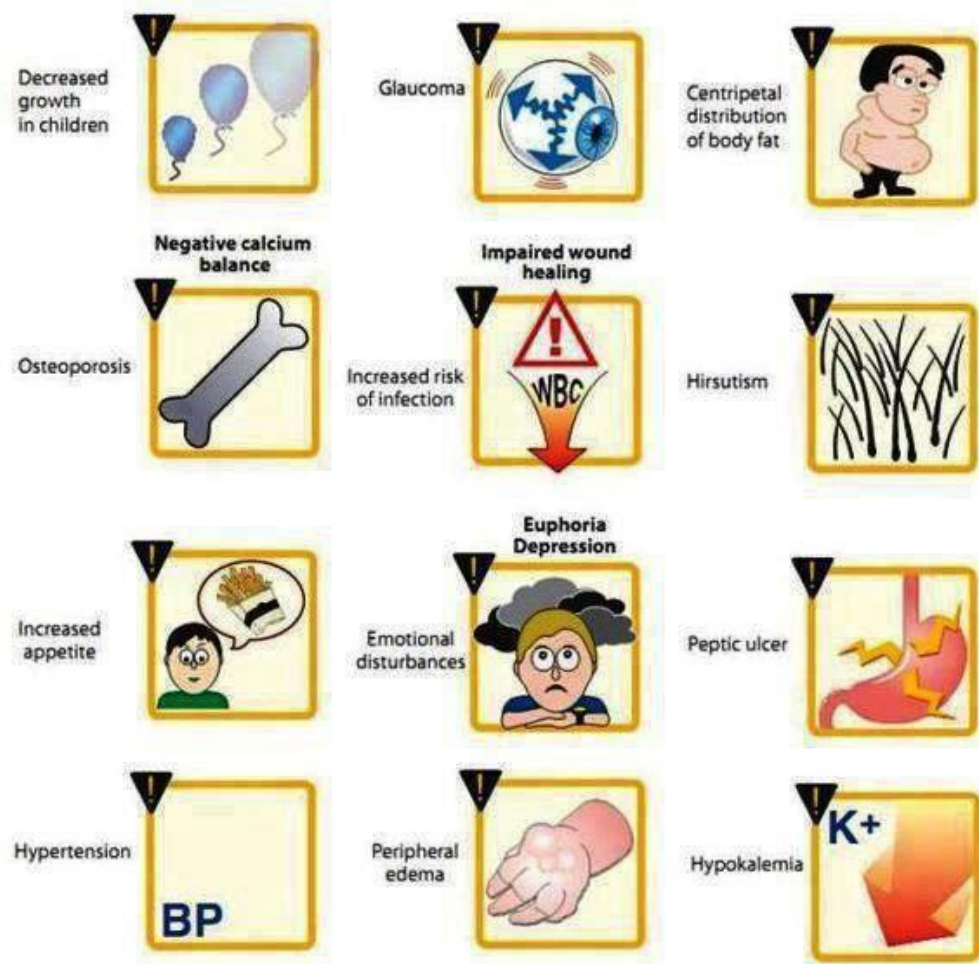 Decreased
growth
in children
Glaucoma
Centripetal
distribution
of body fat
Negative calcium
balance
Osteoporosis
Impaired wound
healing
Increased risk
of infection
WBC
Hirsutism
Increased
appetite
Euphoria
Depression
Emotional
disturbances
Peptic ulcer
Hypertension
BP
Peripheral
edema
Hypokalemia
K+